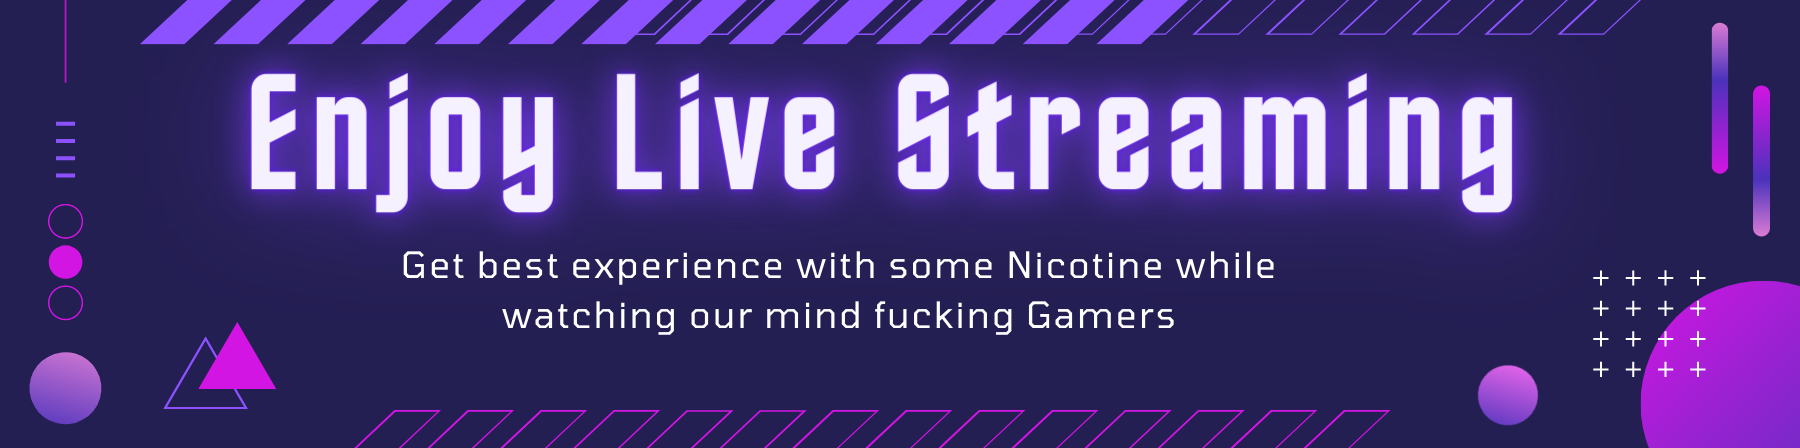 Enjoy Live Streaming
Get best experience with some Nicotine while
watching our mind fucking Gamers